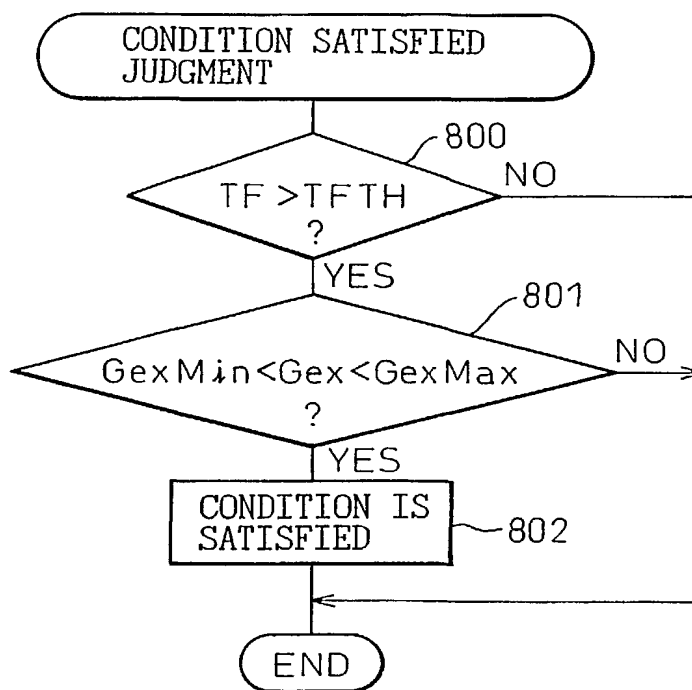 CONDITION SATISFIED
JUDGMENT
800
TF>TFTH
?
NO
YES
801
GexMin<Gex<GexMax
?
NO
YES
CONDITION IS
SATISFIED
802
END